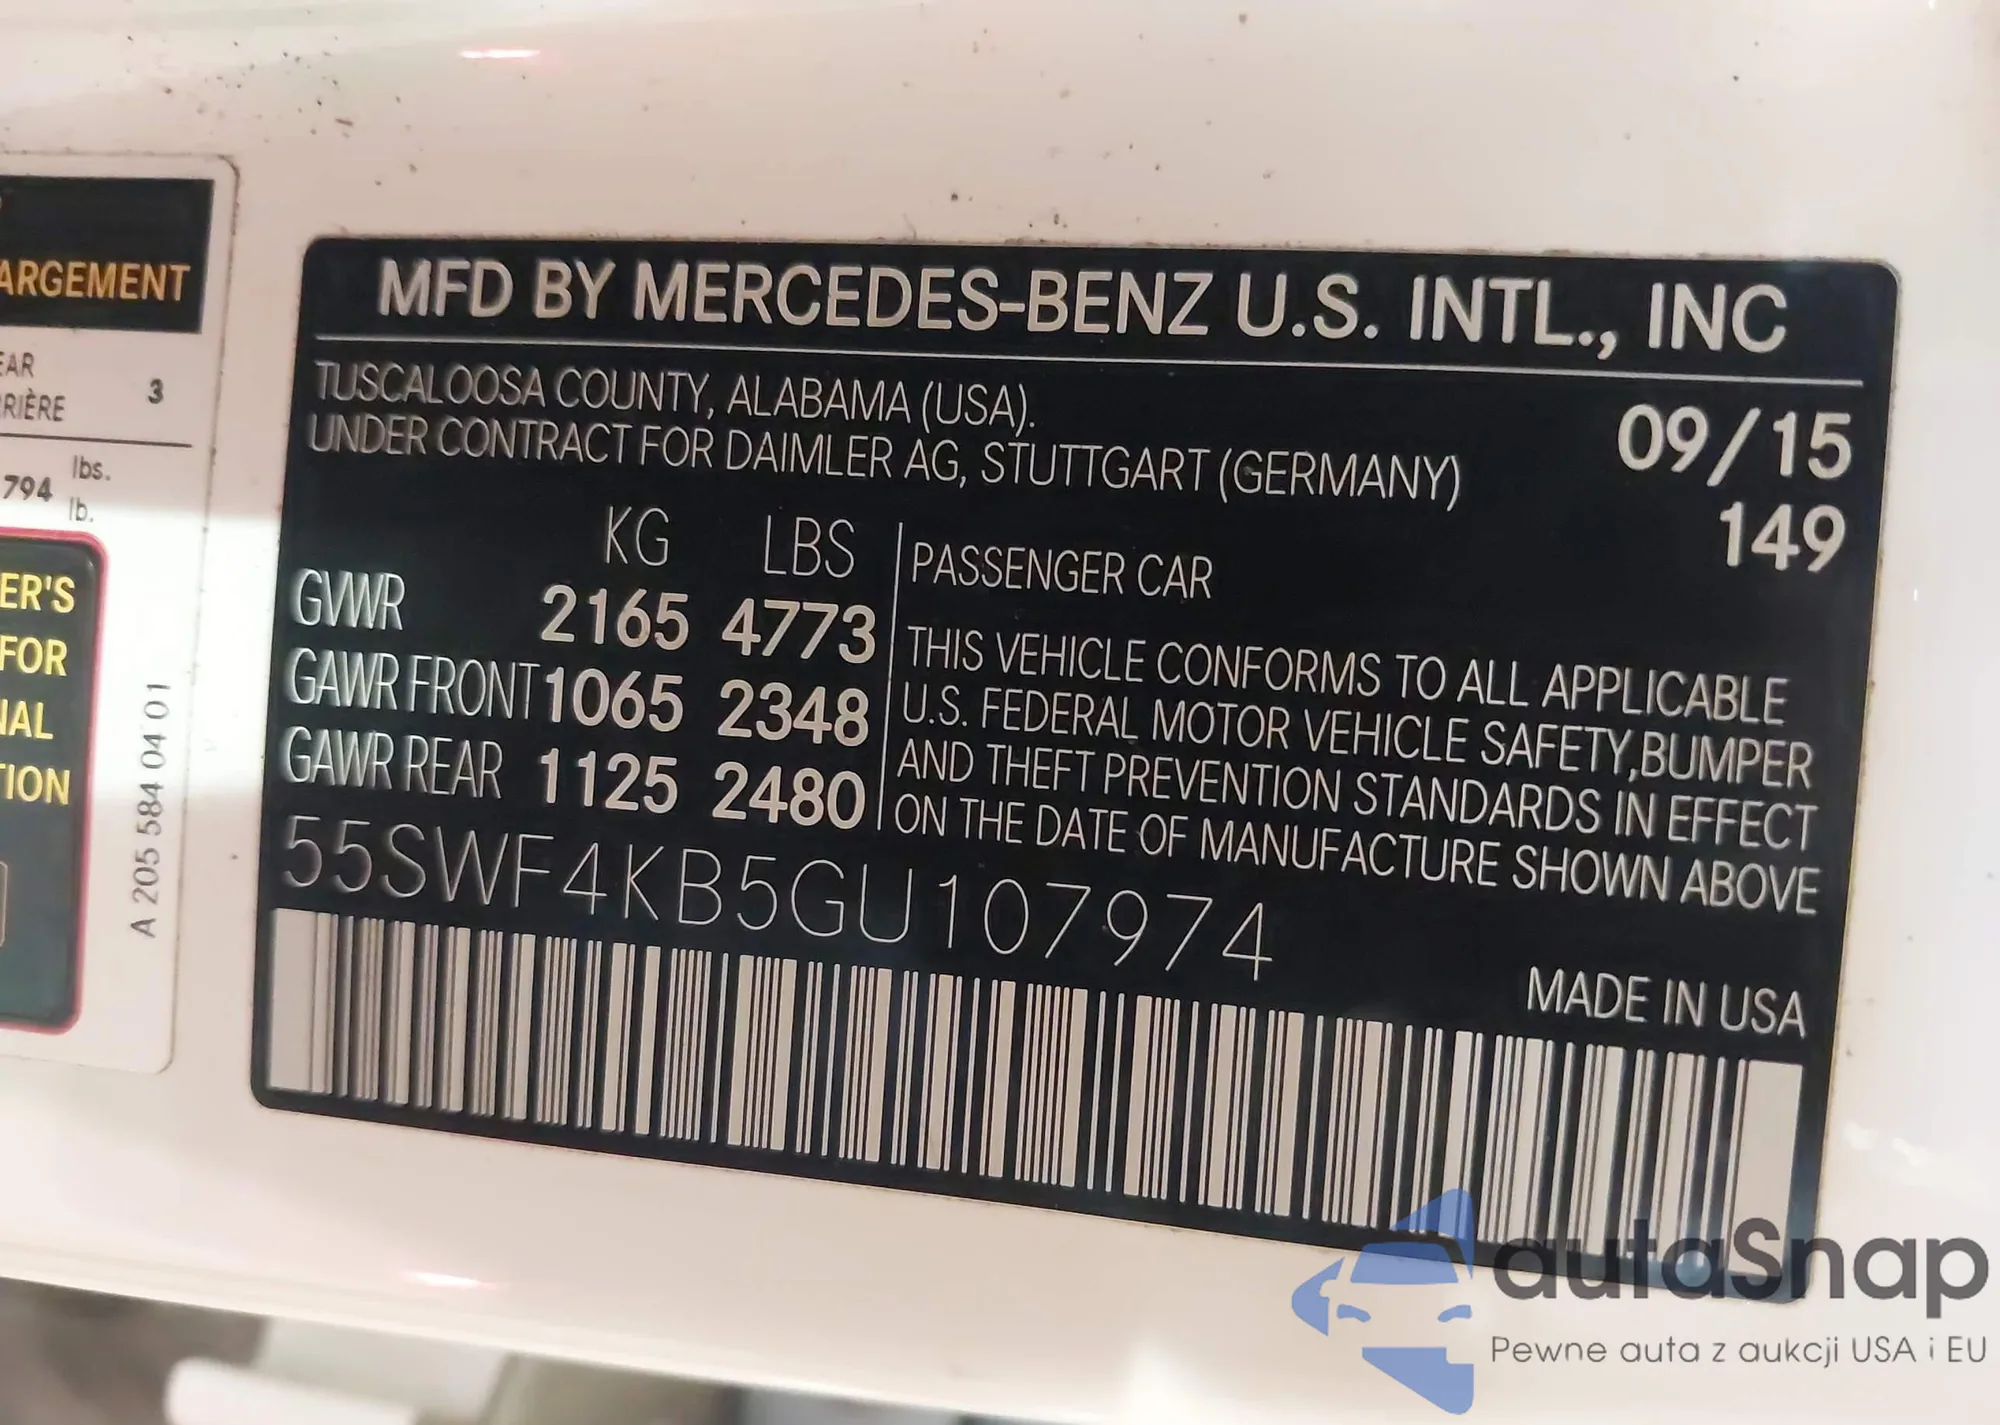 ARGEMENT
EAR
RIÈRE 3
794 lbs.
lb.
ER'S
FOR
NAL
TION
A 205 584 04 01
MFD BY MERCEDES-BENZ U.S. INTL., INC
TUSCALOOSA COUNTY, ALABAMA (USA).
UNDER CONTRACT FOR DAIMLER AG, STUTTGART (GERMANY)
09/15
149
KG LBS
GVWR 2165 4773
GAWR FRONT 1065 2348
GAWR REAR 1125 2480
PASSENGER CAR
THIS VEHICLE CONFORMS TO ALL APPLICABLE
U.S. FEDERAL MOTOR VEHICLE SAFETY,BUMPER
AND THEFT PREVENTION STANDARDS IN EFFECT
ON THE DATE OF MANUFACTURE SHOWN ABOVE
55SWF4KB5GU107974
MADE IN USA
autaSnap
Pewne auta z aukcji USA i EU